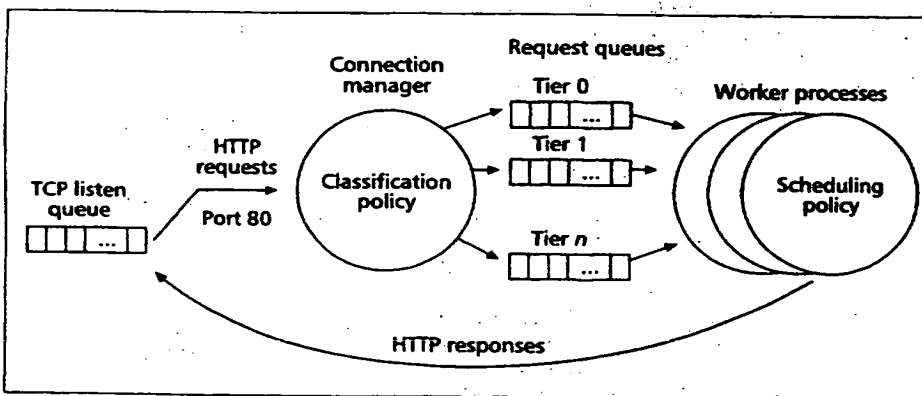 Request queues
Connection
manager
Tier 0
Worker processes
...
HTTP
requests
Tier 1
TCP listen
queue
Classification
policy
...
Scheduling
policy
Port 80
...
Tier n
...
HTTP responses